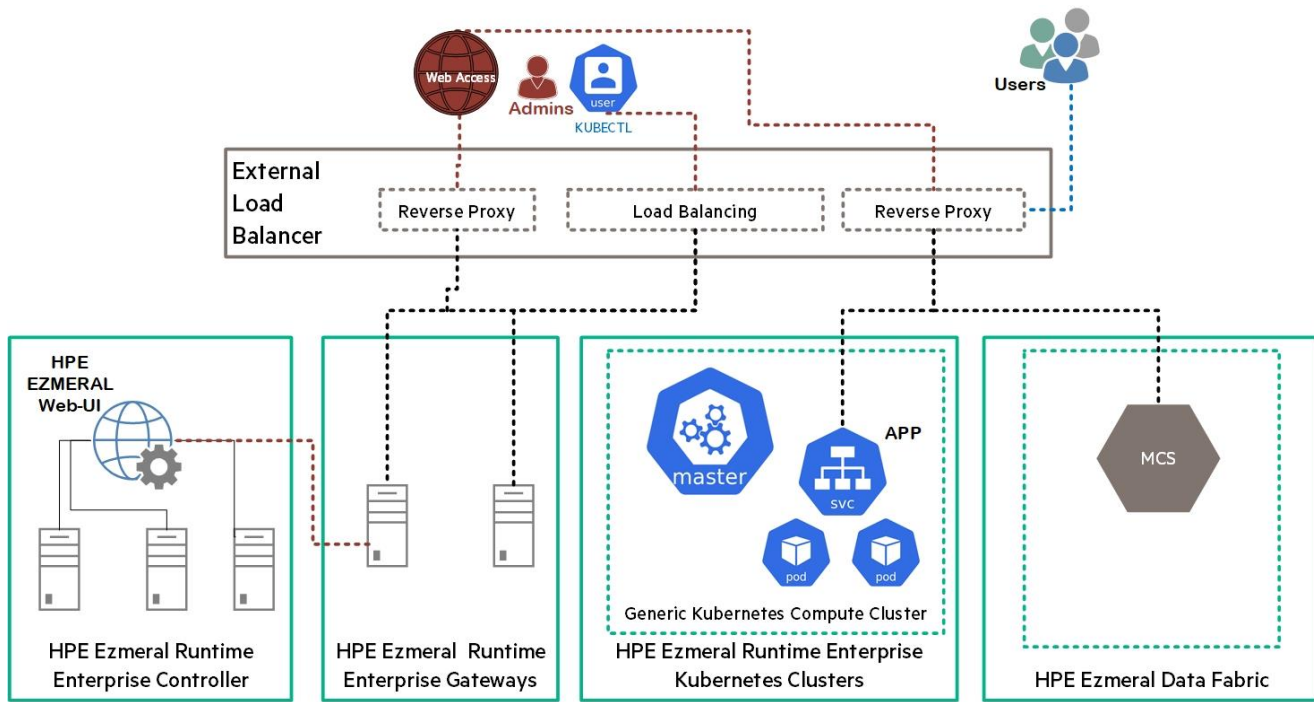 Web Access
Admins
user
KUBECTL
Users
External
Load
Balancer
Reverse Proxy
Load Balancing
Reverse Proxy
HPE
EZMERAL
Web-UI
HPE Ezmeral Runtime
Enterprise Controller
HPE Ezmeral Runtime
Enterprise Gateways
master
APP
svc
pod
pod
Generic Kubernetes Compute Cluster
HPE Ezmeral Runtime Enterprise
Kubernetes Clusters
MCS
HPE Ezmeral Data Fabric